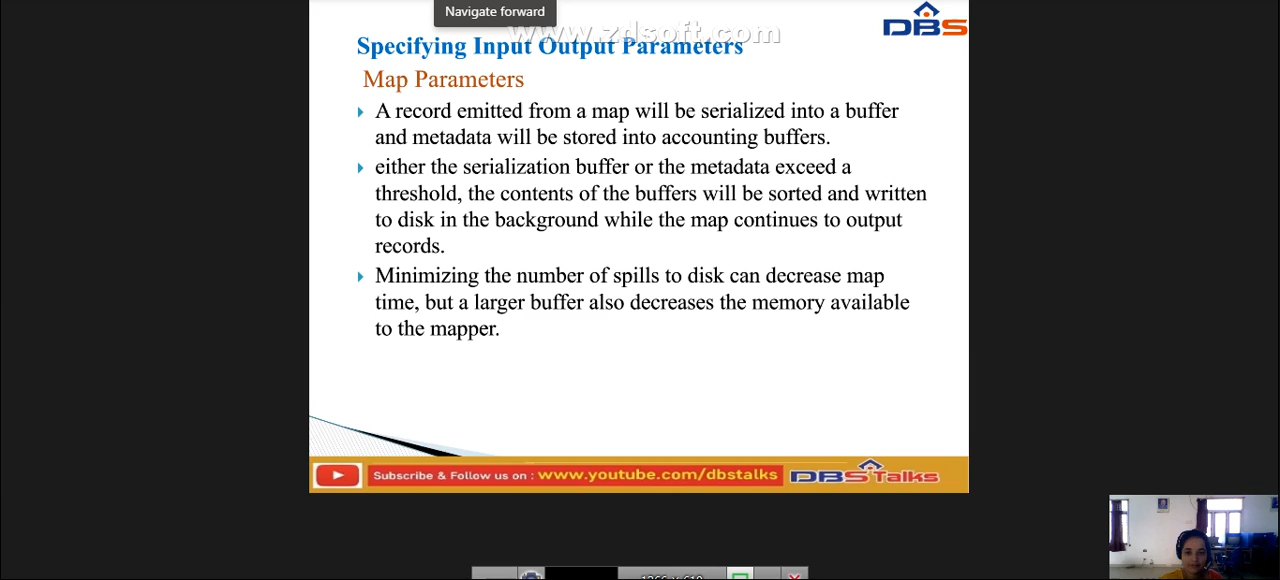 Navigate forward
www.zdsoft.com
DBS
Specifying Input Output Parameters
Map Parameters
A record emitted from a map will be serialized into a buffer
and metadata will be stored into accounting buffers.
either the serialization buffer or the metadata exceed a
threshold, the contents of the buffers will be sorted and written
to disk in the background while the map continues to output
records.
Minimizing the number of spills to disk can decrease map
time, but a larger buffer also decreases the memory available
to the mapper.
Subscribe & Follow us on : www.youtube.com/dbstalks DBS Talks